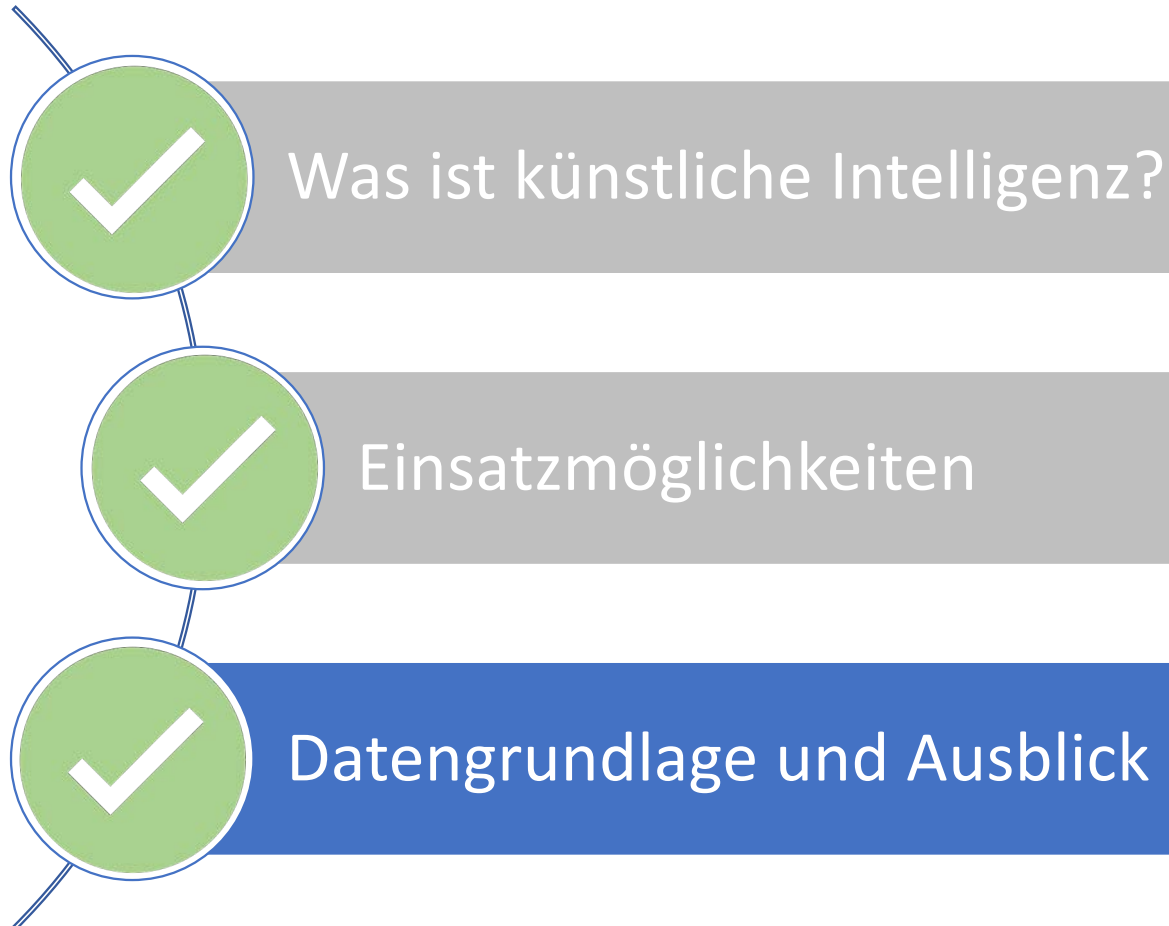 Was ist künstliche Intelligenz?
Einsatzmöglichkeiten
Datengrundlage und Ausblick